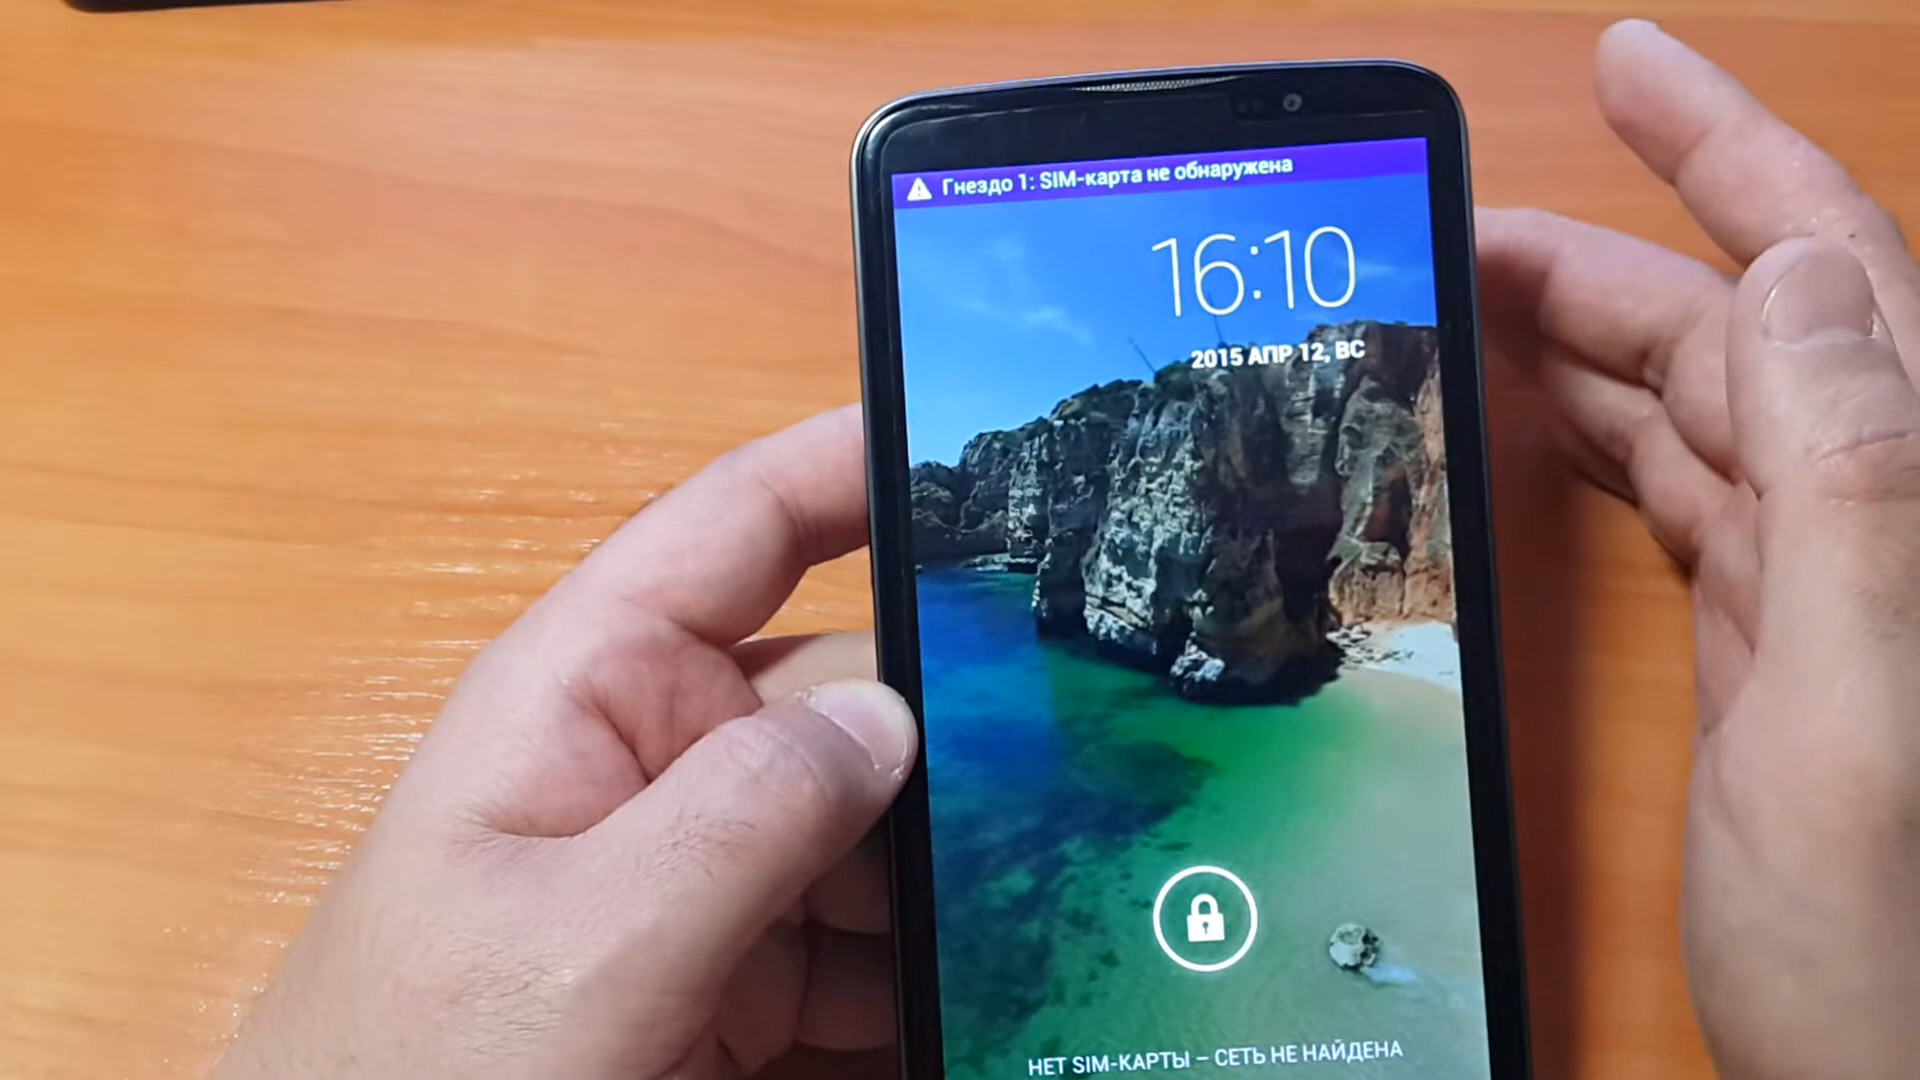 Гнездо 1: SIM-карта не обнаружена
16:10
2015 АПР 12, ВС
НЕТ SIM-КАРТЫ – СЕТЬ НЕ НАЙДЕНА